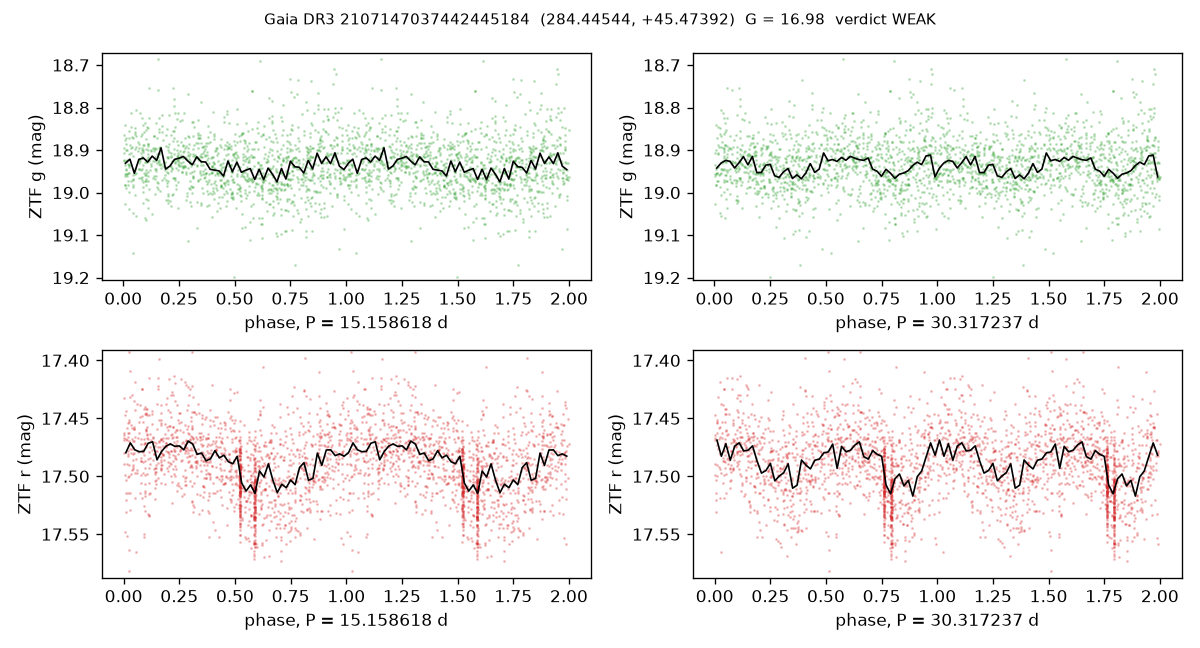 Gaia DR3 2107147037442445184 (284.44544, +45.47392) G = 16.98 verdict WEAK
18.7
18.8
18.9
19.0
19.1
19.2
ZTF g (mag)
0.00 0.25 0.50 0.75 1.00 1.25 1.50 1.75 2.00
phase, P = 15.158618 d
18.7
18.8
18.9
19.0
19.1
19.2
ZTF g (mag)
0.00 0.25 0.50 0.75 1.00 1.25 1.50 1.75 2.00
phase, P = 30.317237 d
17.40
17.45
17.50
17.55
ZTF r (mag)
0.00 0.25 0.50 0.75 1.00 1.25 1.50 1.75 2.00
phase, P = 15.158618 d
17.40
17.45
17.50
17.55
ZTF r (mag)
0.00 0.25 0.50 0.75 1.00 1.25 1.50 1.75 2.00
phase, P = 30.317237 d